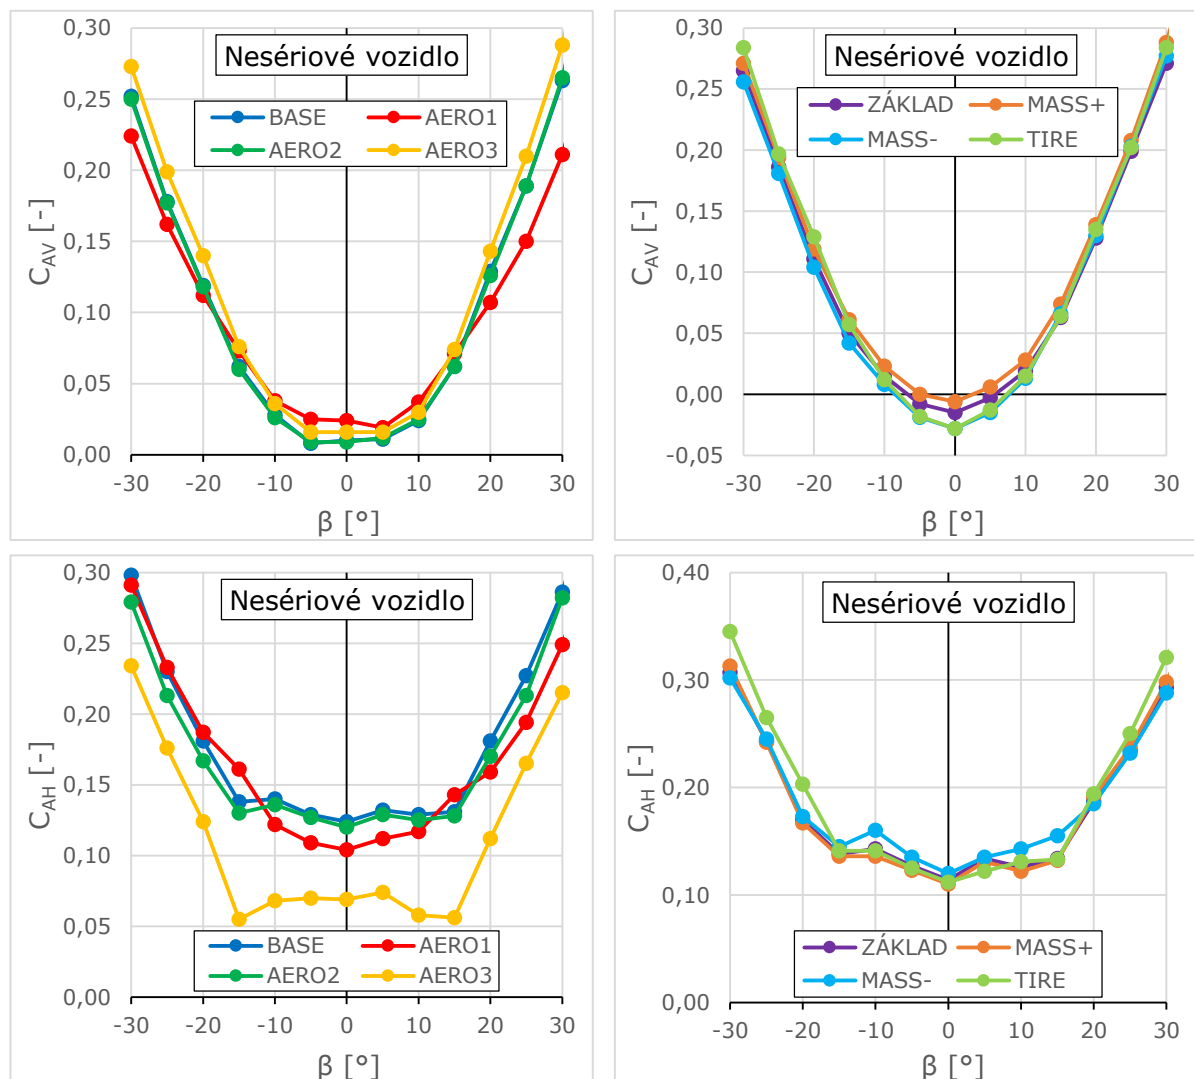 0,30
0,25
0,20
0,15
0,10
0,05
0,00
C_AV [-]
Nesériové vozidlo
BASE AERO1
AERO2 AERO3
-30 -20 -10 0 10 20 30
β [°]
0,30
0,25
0,20
0,15
0,10
0,05
0,00
-0,05
C_AV [-]
Nesériové vozidlo
ZÁKLAD MASS+
MASS- TIRE
-30 -20 -10 0 10 20 30
β [°]
0,30
0,25
0,20
0,15
0,10
0,05
0,00
C_AH [-]
Nesériové vozidlo
BASE AERO1
AERO2 AERO3
-30 -20 -10 0 10 20 30
β [°]
0,40
0,30
0,20
0,10
0,00
C_AH [-]
Nesériové vozidlo
ZÁKLAD MASS+
MASS- TIRE
-30 -20 -10 0 10 20 30
β [°]